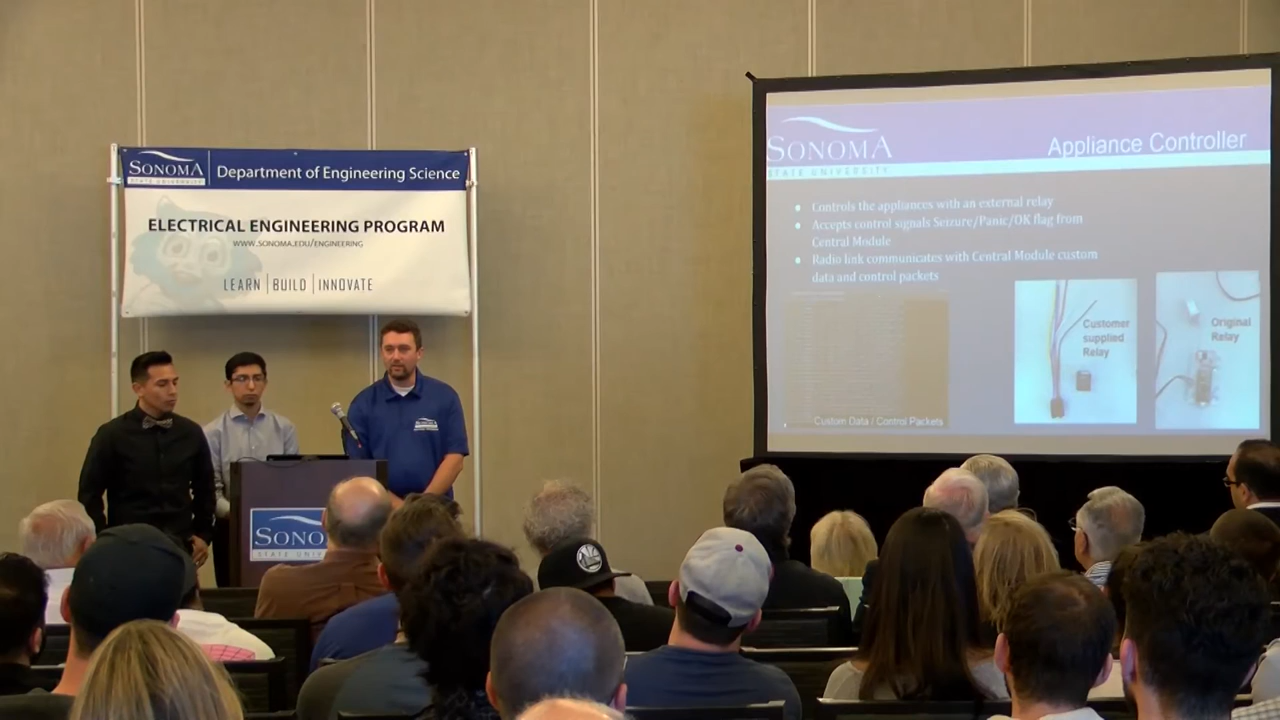 SONOMA
STATE UNIVERSITY
Department of Engineering Science
ELECTRICAL ENGINEERING PROGRAM
WWW.SONOMA.EDU/ENGINEERING
LEARN | BUILD | INNOVATE
SONO
SONOMA
STATE UNIVERSITY
Appliance Controller
• Controls the appliances with an external relay
• Accepts control signals Seizure/Panic/OK flag from
Central Module
• Radio link communicates with Central Module custom
data and control packets
Customer
supplied
Relay
Original
Relay
Custom Data / Control Packets